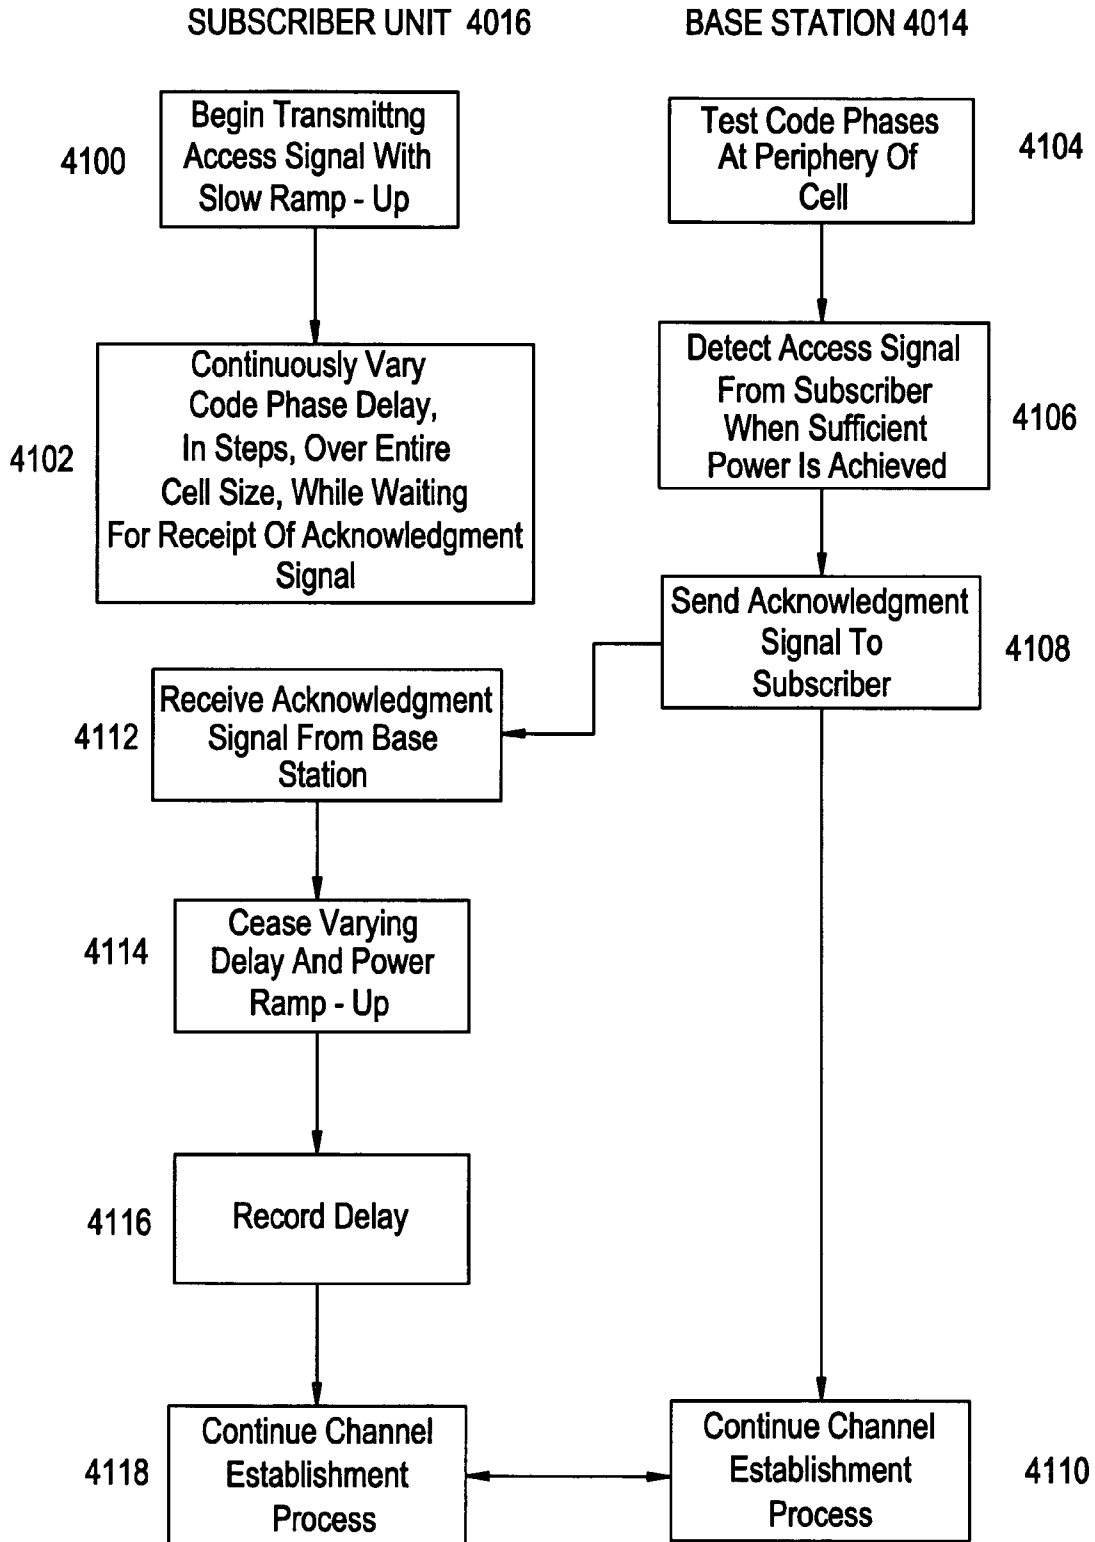 SUBSCRIBER UNIT 4016
BASE STATION 4014
4100
Begin Transmittng
Access Signal With
Slow Ramp - Up
Test Code Phases
At Periphery Of
Cell
4104
4102
Continuously Vary
Code Phase Delay,
In Steps, Over Entire
Cell Size, While Waiting
For Receipt Of Acknowledgment
Signal
Detect Access Signal
From Subscriber
When Sufficient
Power Is Achieved
4106
Send Acknowledgment
Signal To
Subscriber
4108
4112
Receive Acknowledgment
Signal From Base
Station
4114
Cease Varying
Delay And Power
Ramp - Up
4116
Record Delay
4118
Continue Channel
Establishment
Process
Continue Channel
Establishment
Process
4110